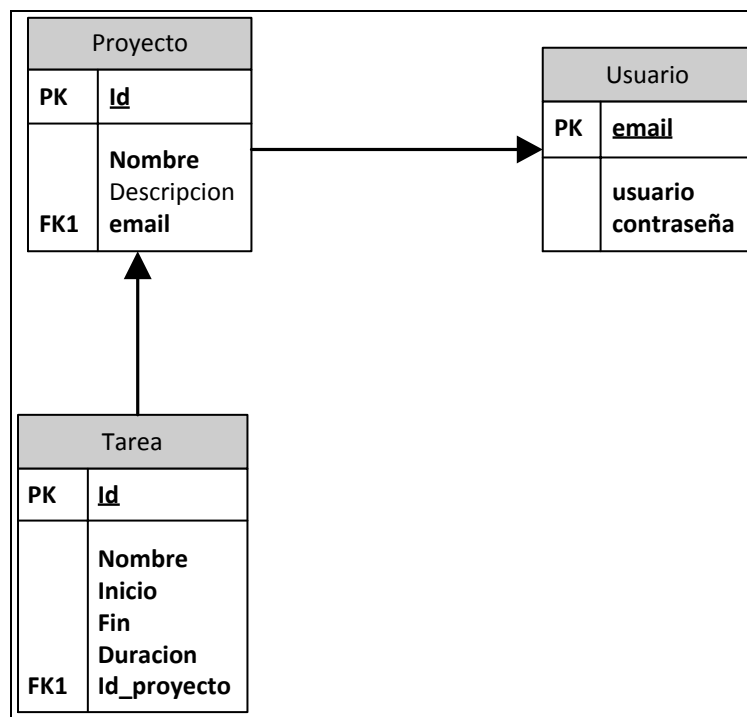 Proyecto
PK Id
Nombre
Descripcion
FK1 email
Usuario
PK email
usuario
contraseña
Tarea
PK Id
Nombre
Inicio
Fin
Duracion
FK1 Id_proyecto